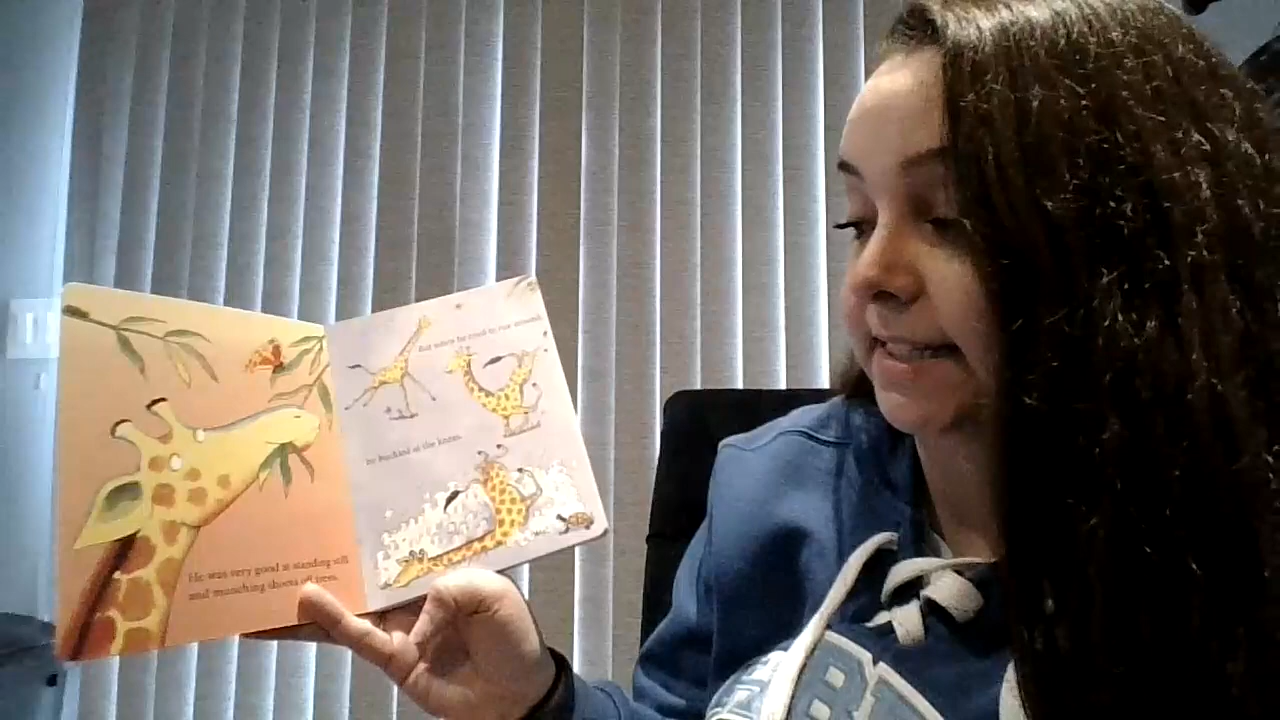 He was very good at standing still
and munching shoots off trees.
But when he tried to run around
he buckled at the knees.